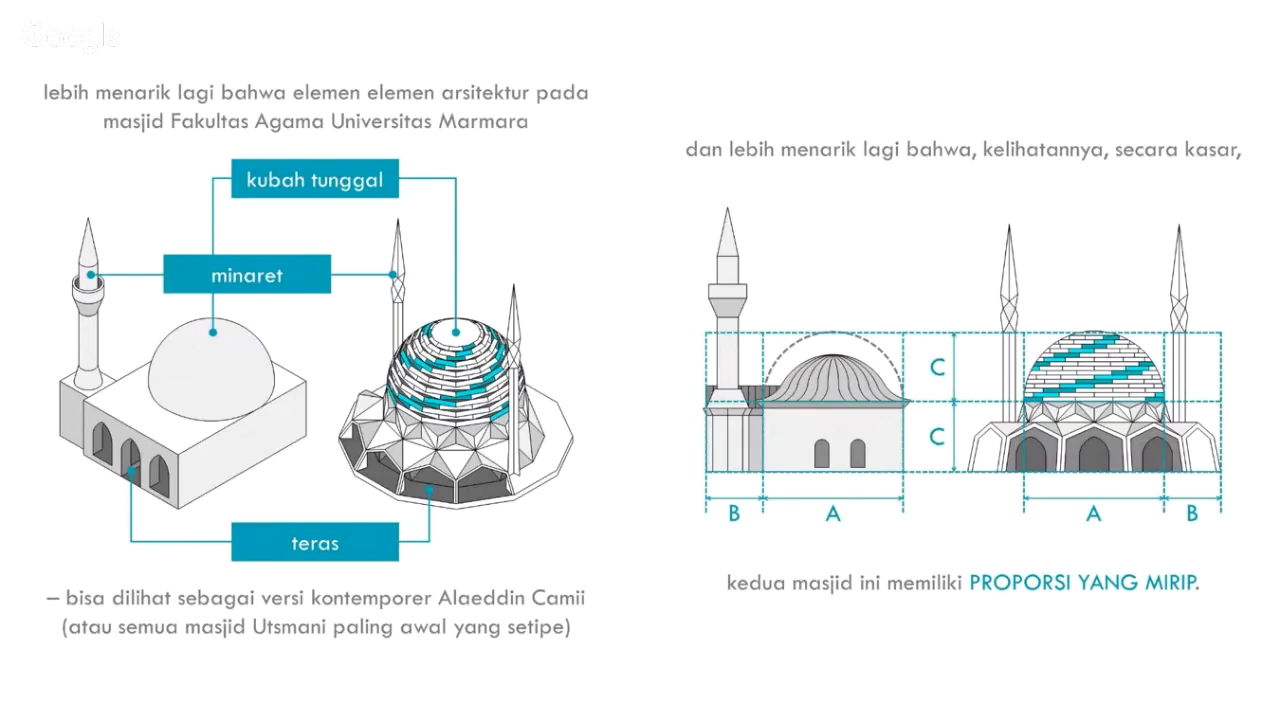 Google
lebih menarik lagi bahwa elemen elemen arsitektur pada
masjid Fakultas Agama Universitas Marmara
kubah tunggal
minaret
teras
– bisa dilihat sebagai versi kontemporer Alaeddin Camii
(atau semua masjid Utsmani paling awal yang setipe)
dan lebih menarik lagi bahwa, kelihatannya, secara kasar,
C
C
B
A
A
B
kedua masjid ini memiliki PROPORSI YANG MIRIP.